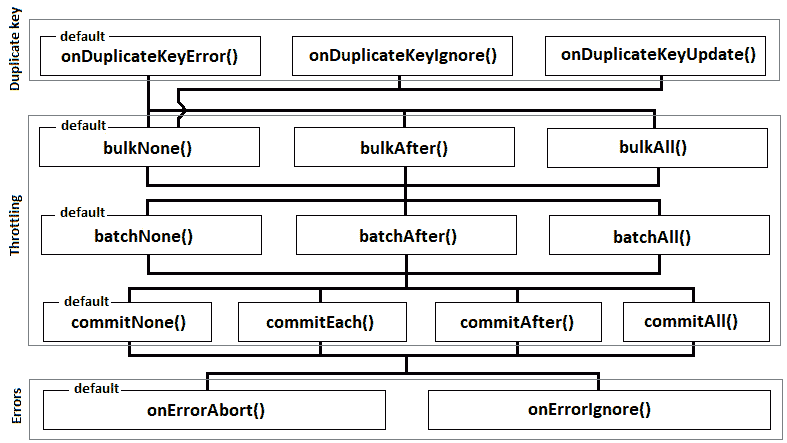 Duplicate key
default
onDuplicateKeyError()
onDuplicateKeyIgnore()
onDuplicateKeyUpdate()
Throttling
default
bulkNone()
bulkAfter()
bulkAll()
default
batchNone()
batchAfter()
batchAll()
default
commitNone()
commitEach()
commitAfter()
commitAll()
Errors
default
onErrorAbort()
onErrorIgnore()